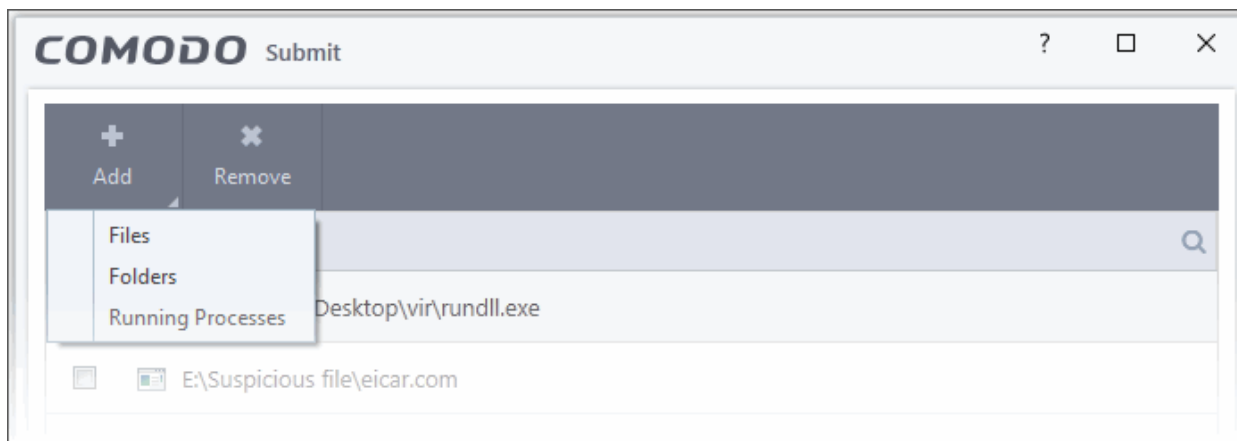 COMODO Submit
?
Add Remove
Files
Folders
Running Processes
Desktop\vir\rundll.exe
E:\Suspicious file\eicar.com